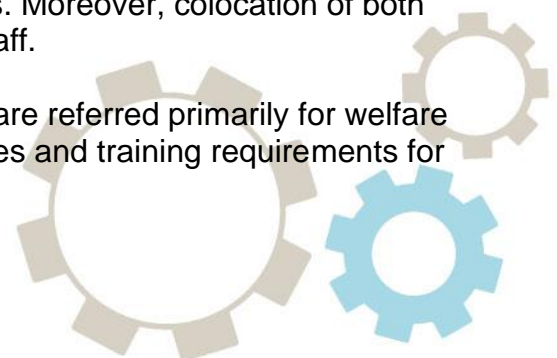 s. Moreover, colocation of both
aff.
are referred primarily for welfare
es and training requirements for